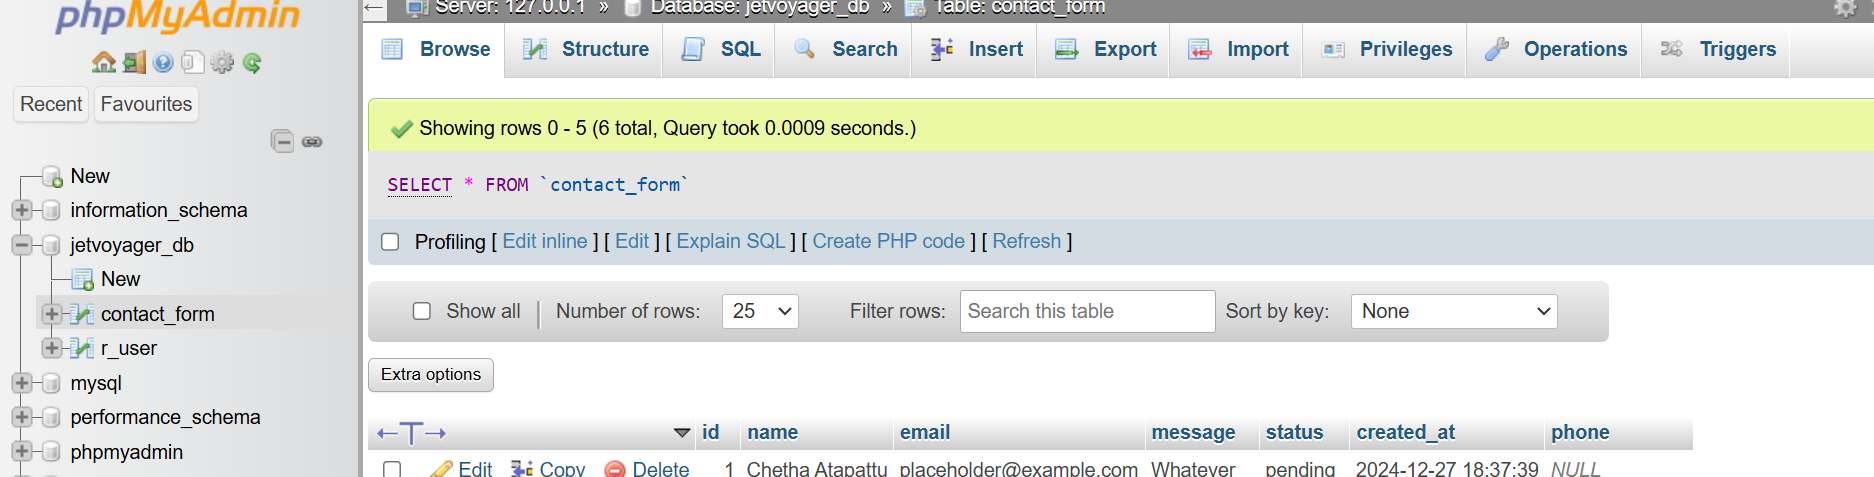 phpMyAdmin
Recent Favourites
New
information_schema
jetvoyager_db
New
contact_form
r_user
mysql
performance_schema
phpmyadmin
Server: 127.0.0.1 » Database: jetvoyager_db » Table: contact_form
Browse Structure SQL Search Insert Export Import Privileges Operations Triggers
Showing rows 0 - 5 (6 total, Query took 0.0009 seconds.)
SELECT * FROM `contact_form`
Profiling [ Edit inline ] [ Edit ] [ Explain SQL ] [ Create PHP code ] [ Refresh ]
Show all | Number of rows: 25 Filter rows: Search this table Sort by key: None
Extra options
←T→ id name email message status created_at phone
Edit Copy Delete 1 Chetha Atapattu placeholder@example.com Whatever pending 2024-12-27 18:37:39 NULL